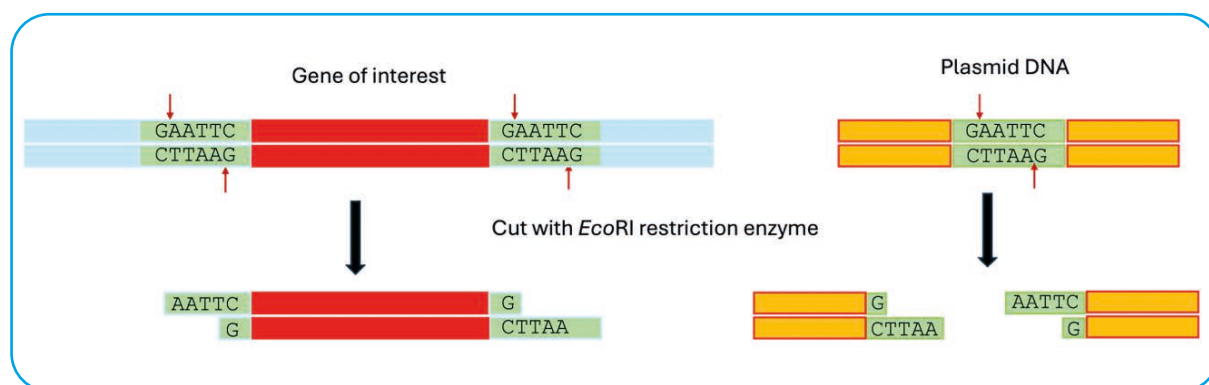 Gene of interest
Plasmid DNA
GAATTC
GAATTC
GAATTC
CTTAAG
CTTAAG
CTTAAG
Cut with EcoRI restriction enzyme
AATTC
G
G
AATTC
G
CTTAA
CTTAA
G